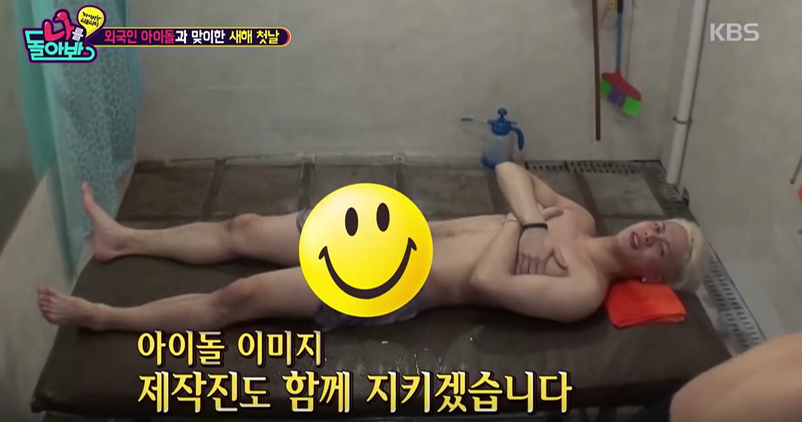 나를
돌아봐
외국인 아이돌과 맞이한 새해 첫날
KBS
아이돌 이미지
제작진도 함께 지키겠습니다